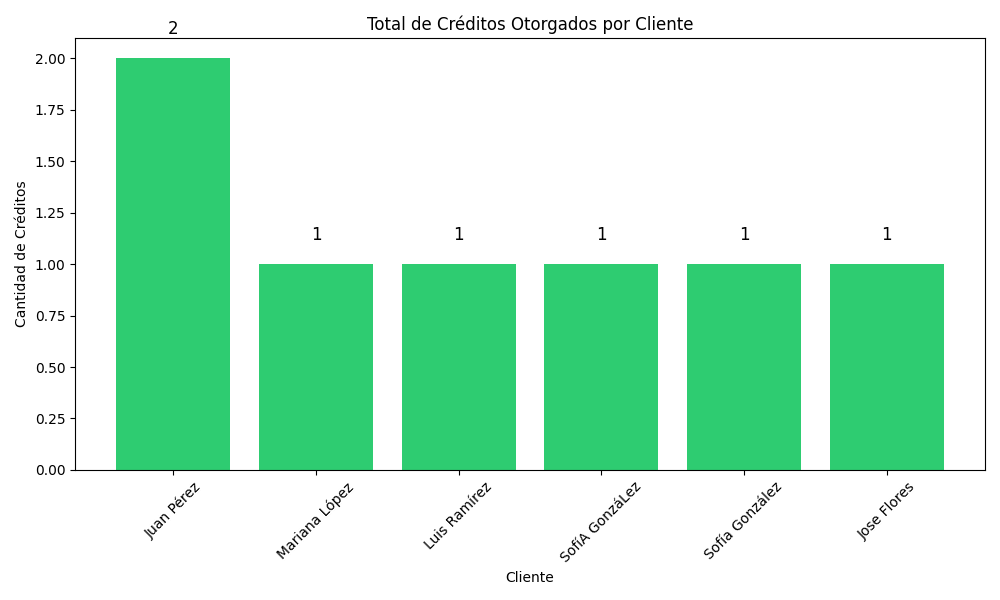 Total de Créditos Otorgados por Cliente
2
1
1
1
1
1
Cantidad de Créditos
2.00
1.75
1.50
1.25
1.00
0.75
0.50
0.25
0.00
Juan Pérez
Mariana López
Luis Ramírez
SofíA GonzáLez
Sofía González
Jose Flores
Cliente